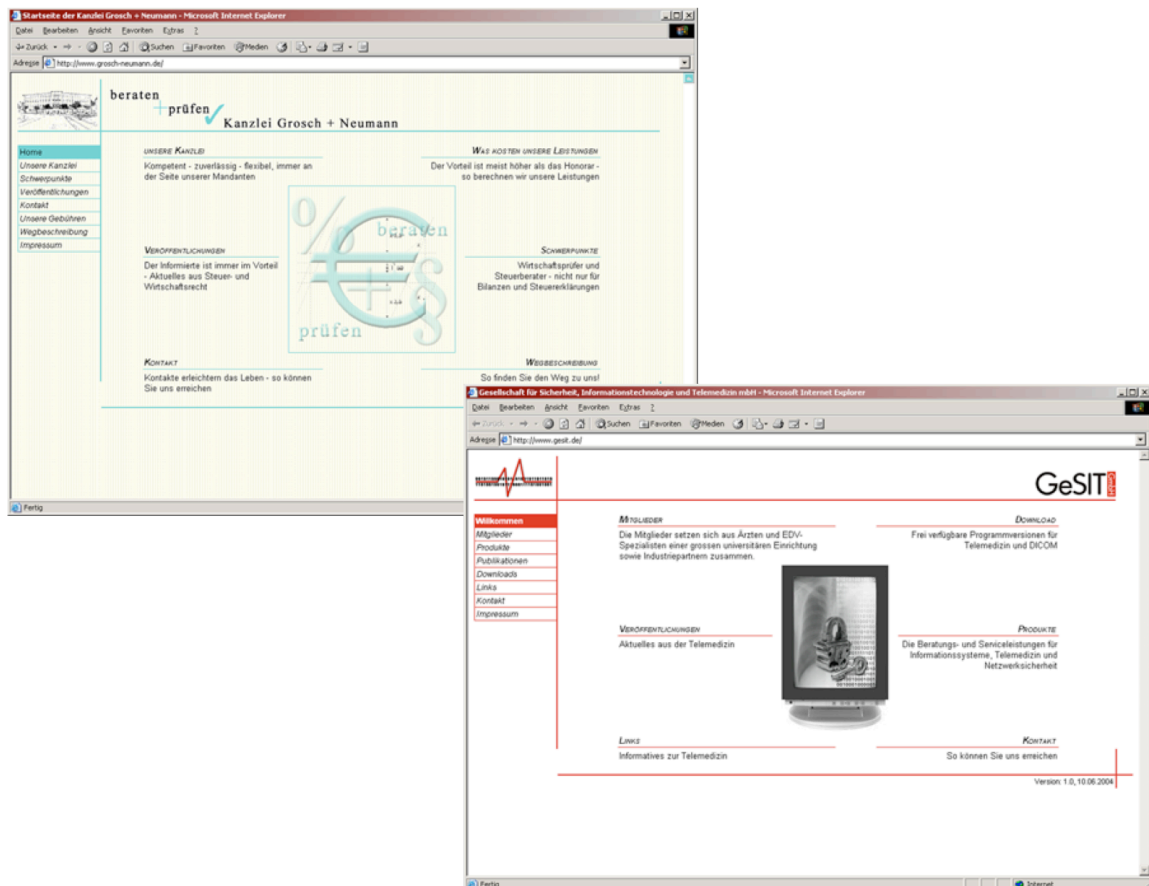 Startseite der Kanzlei Grosch + Neumann - Microsoft Internet Explorer
Datei Bearbeiten Ansicht Favoriten Extras ?
Zurück Suchen Favoriten Medien
Adresse http://www.grosch-neumann.de/
beraten
+
prüfen
Kanzlei Grosch + Neumann
Home
Unsere Kanzlei
Schwerpunkte
Veröffentlichungen
Kontakt
Unsere Gebühren
Wegbeschreibung
Impressum
UNSERE KANZLEI
Kompetent - zuverlässig - flexibel, immer an
der Seite unserer Mandanten
WAS KOSTEN UNSERE LEISTUNGEN
Der Vorteil ist meist höher als das Honorar -
so berechnen wir unsere Leistungen
% beraten
€ + §
prüfen
VERÖFFENTLICHUNGEN
Der Informierte ist immer im Vorteil
- Aktuelles aus Steuer- und
Wirtschaftsrecht
SCHWERPUNKTE
Wirtschaftsprüfer und
Steuerberater - nicht nur für
Bilanzen und Steuererklärungen
KONTAKT
Kontakte erleichtern das Leben - so können
Sie uns erreichen
WEGBESCHREIBUNG
So finden Sie den Weg zu uns!
Fertig
Gesellschaft für Sicherheit, Informationstechnologie und Telemedizin mbH - Microsoft Internet Explorer
Datei Bearbeiten Ansicht Favoriten Extras ?
Zurück Suchen Favoriten Medien
Adresse http://www.gesit.de/
GeSIT GmbH
Willkommen
Mitglieder
Produkte
Publikationen
Downloads
Links
Kontakt
Impressum
MITGLIEDER
Die Mitglieder setzen sich aus Ärzten und EDV-
Spezialisten einer grossen universitären Einrichtung
sowie Industriepartnern zusammen.
DOWNLOAD
Frei verfügbare Programmversionen für
Telemedizin und DICOM
VERÖFFENTLICHUNGEN
Aktuelles aus der Telemedizin
PRODUKTE
Die Beratungs- und Serviceleistungen für
Informationssysteme, Telemedizin und
Netzwerksicherheit
LINKS
Informatives zur Telemedizin
KONTAKT
So können Sie uns erreichen
Version: 1.0, 10.06.2004
Fertig
Internet